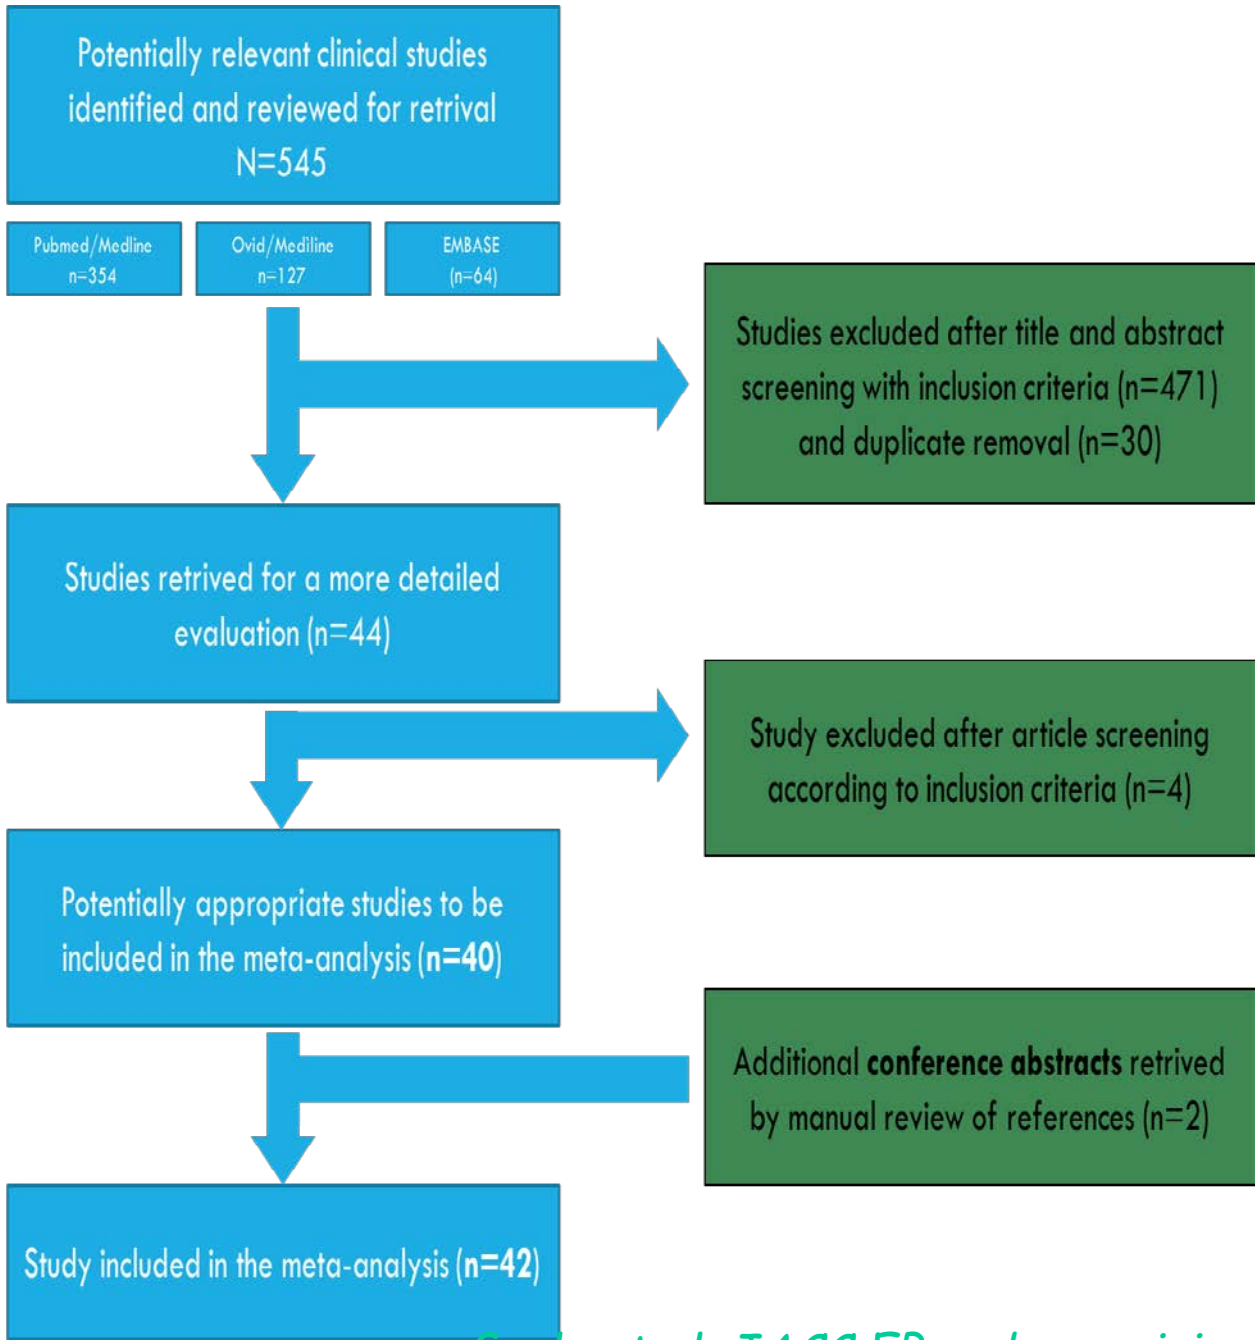 Potentially relevant clinical studies
identified and reviewed for retrival
N=545
Pubmed/Medline
n=354
Ovid/Mediline
n=127
EMBASE
(n=64)
Studies excluded after title and abstract
screening with inclusion criteria (n=471)
and duplicate removal (n=30)
Studies retrived for a more detailed
evaluation (n=44)
Study excluded after article screening
according to inclusion criteria (n=4)
Potentially appropriate studies to be
included in the meta-analysis (n=40)
Additional conference abstracts retrived
by manual review of references (n=2)
Study included in the meta-analysis (n=42)